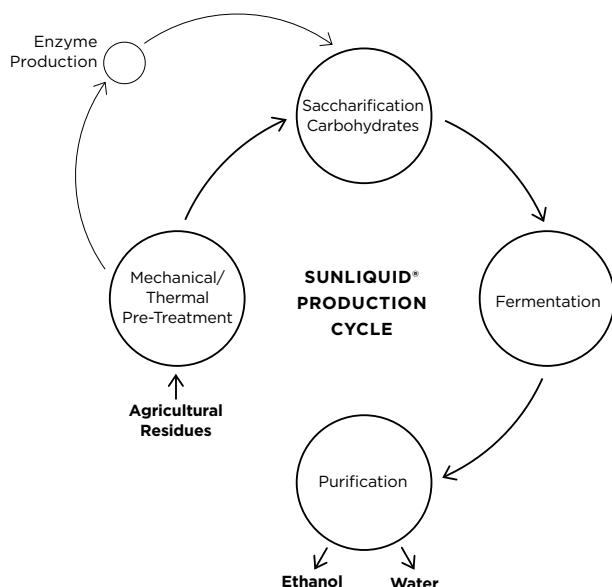 Enzyme
Production
Saccharification
Carbohydrates
Mechanical/
Thermal
Pre-Treatment
SUNLIQUID®
PRODUCTION
CYCLE
Fermentation
Agricultural
Residues
Purification
Ethanol
Water